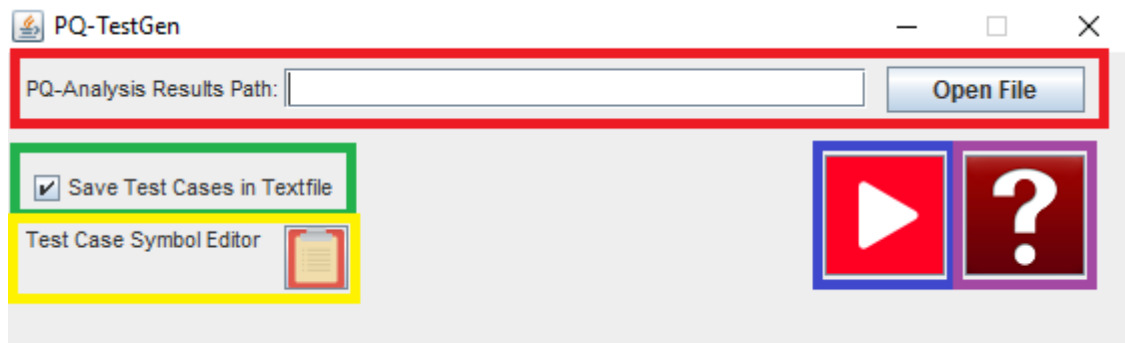 PQ-TestGen
PQ-Analysis Results Path: Open File
Save Test Cases in Textfile
Test Case Symbol Editor
?